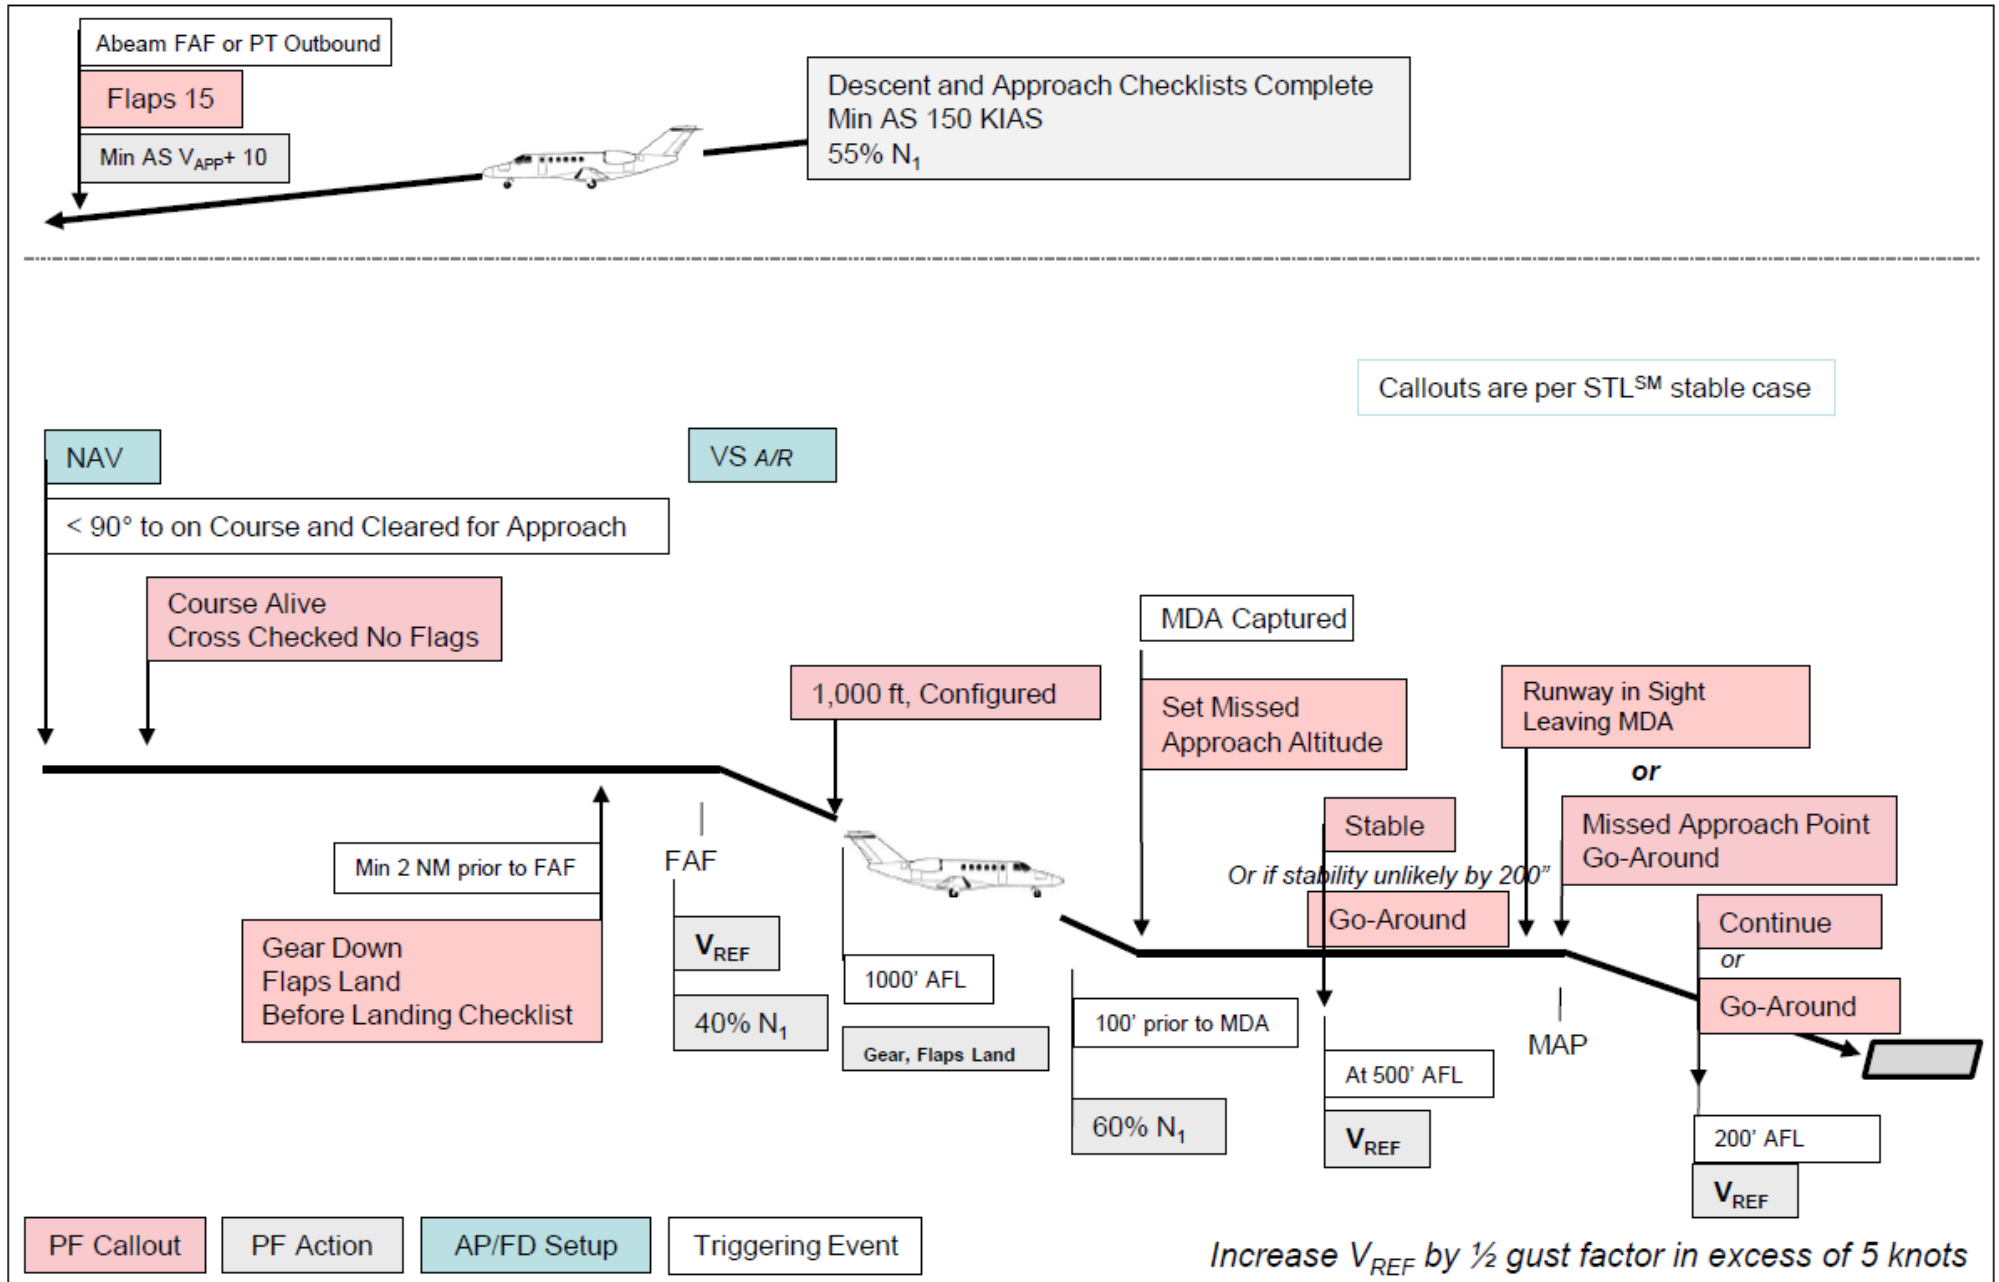 Abeam FAF or PT Outbound
Flaps 15
Min AS VAPP+ 10
Descent and Approach Checklists Complete
Min AS 150 KIAS
55% N1
Callouts are per STLSM stable case
NAV
VS A/R
< 90° to on Course and Cleared for Approach
Course Alive
Cross Checked No Flags
1,000 ft, Configured
MDA Captured
Set Missed
Approach Altitude
Runway in Sight
Leaving MDA
or
Missed Approach Point
Go-Around
Stable
Or if stability unlikely by 200”
Go-Around
Min 2 NM prior to FAF
FAF
Gear Down
Flaps Land
Before Landing Checklist
VREF
40% N1
1000’ AFL
Gear, Flaps Land
100’ prior to MDA
60% N1
At 500’ AFL
VREF
MAP
Continue
or
Go-Around
200’ AFL
VREF
PF Callout
PF Action
AP/FD Setup
Triggering Event
Increase VREF by ½ gust factor in excess of 5 knots